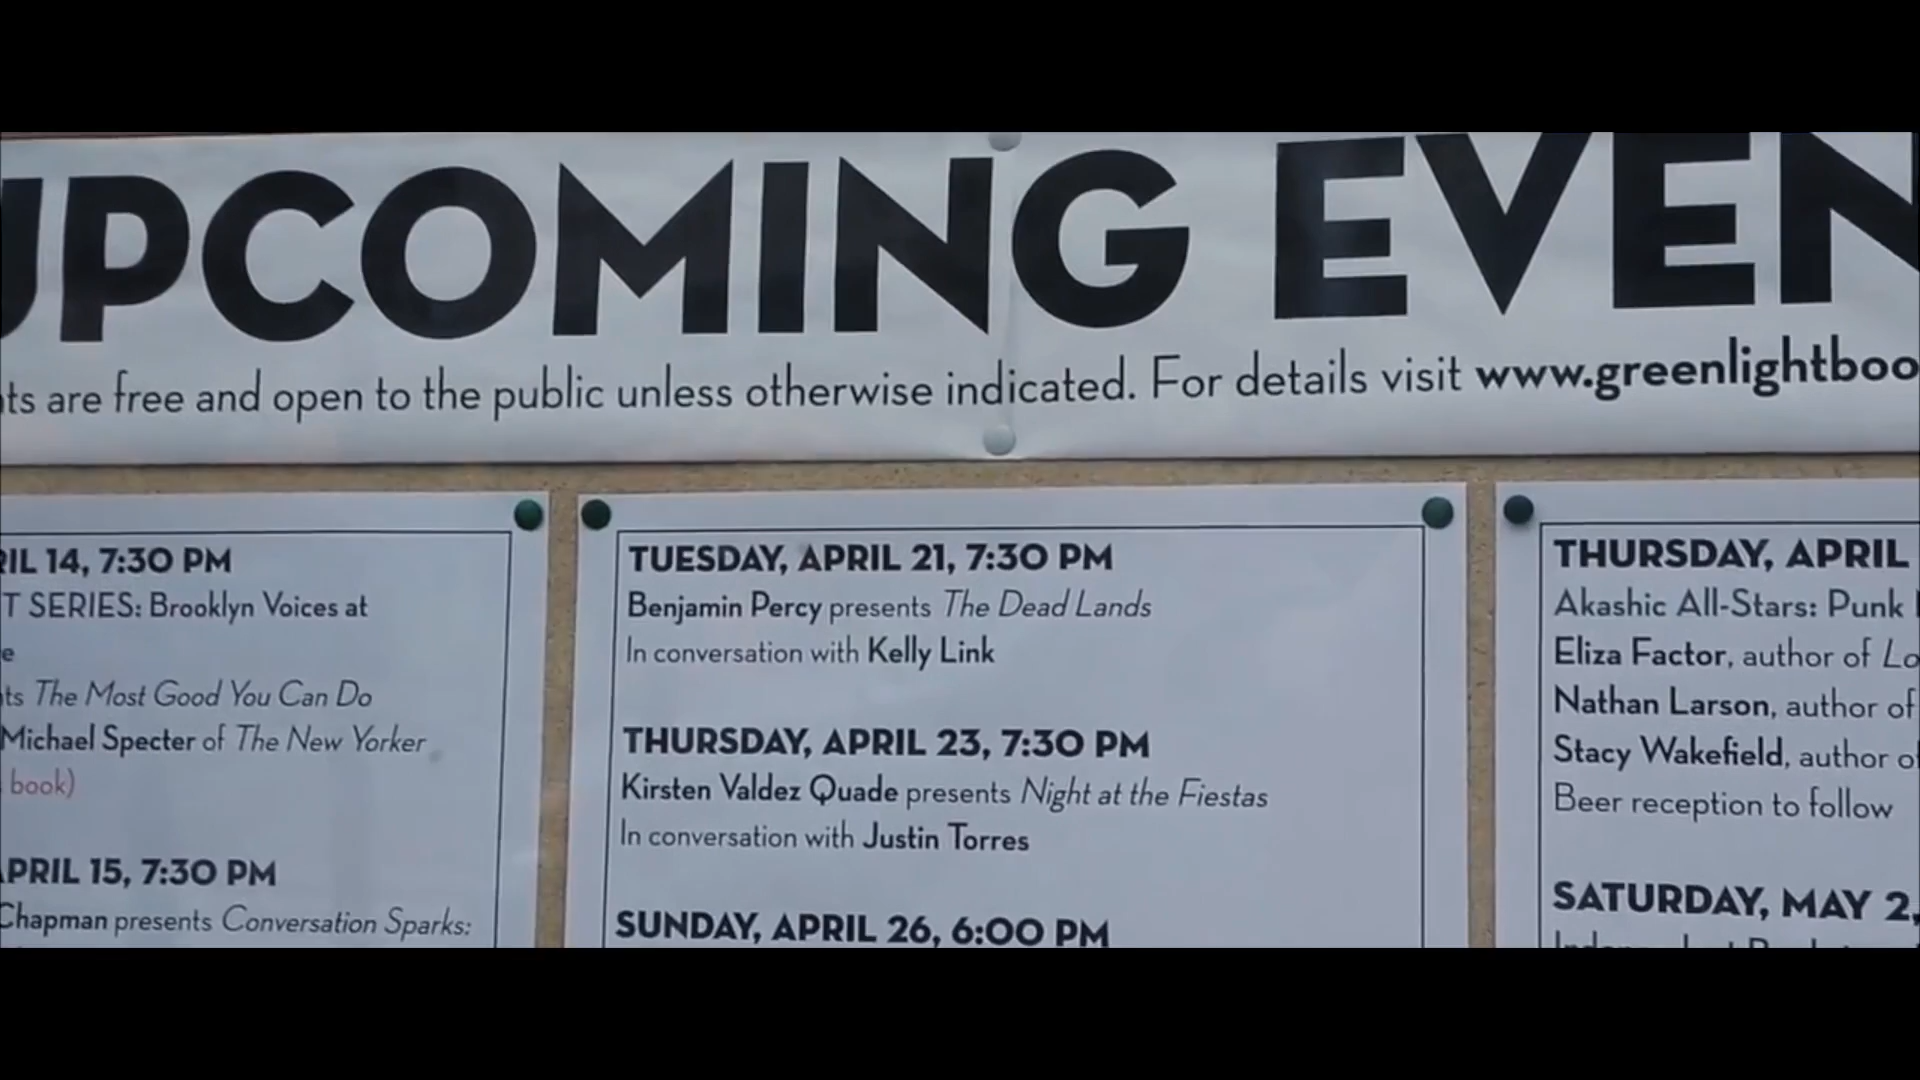 UPCOMING EVEN
ts are free and open to the public unless otherwise indicated. For details visit www.greenlightboo
RIL 14, 7:30 PM
T SERIES: Brooklyn Voices at
e
ts The Most Good You Can Do
Michael Specter of The New Yorker
book)
APRIL 15, 7:30 PM
Chapman presents Conversation Sparks:
TUESDAY, APRIL 21, 7:30 PM
Benjamin Percy presents The Dead Lands
In conversation with Kelly Link
THURSDAY, APRIL 23, 7:30 PM
Kirsten Valdez Quade presents Night at the Fiestas
In conversation with Justin Torres
SUNDAY, APRIL 26, 6:00 PM
THURSDAY, APRIL
Akashic All-Stars: Punk
Eliza Factor, author of Lo
Nathan Larson, author of
Stacy Wakefield, author of
Beer reception to follow
SATURDAY, MAY 2,